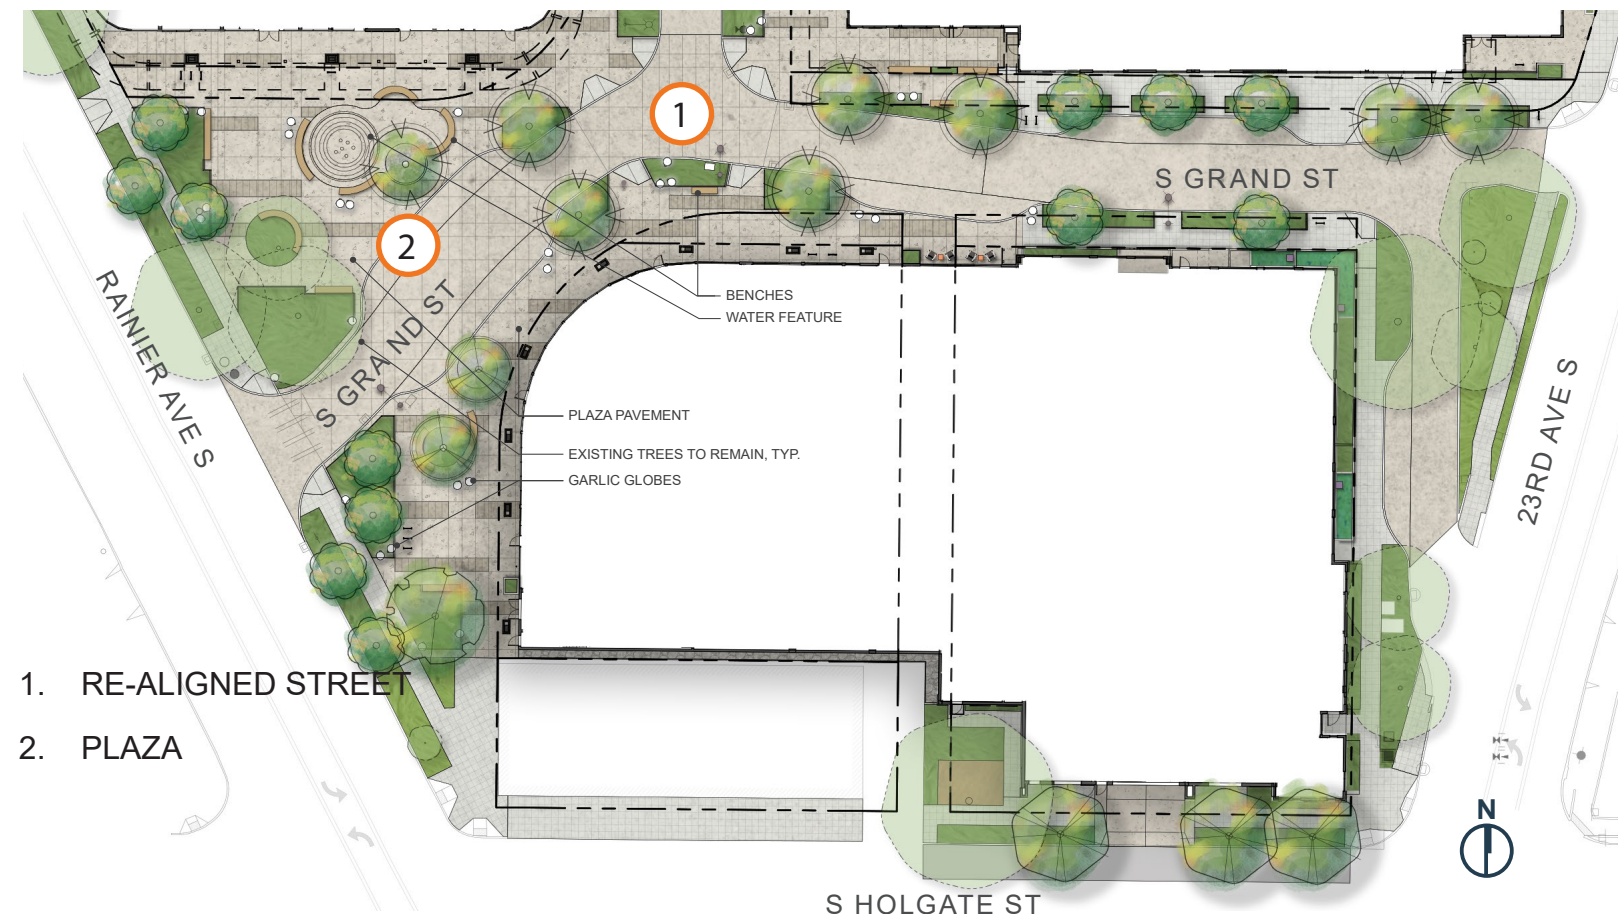 1
2
S GRAND ST
RAINIER AVE S
S GRAND ST
23RD AVE S
BENCHES
WATER FEATURE
PLAZA PAVEMENT
EXISTING TREES TO REMAIN, TYP.
GARLIC GLOBES
1. RE-ALIGNED STREET
2. PLAZA
N
S HOLGATE ST